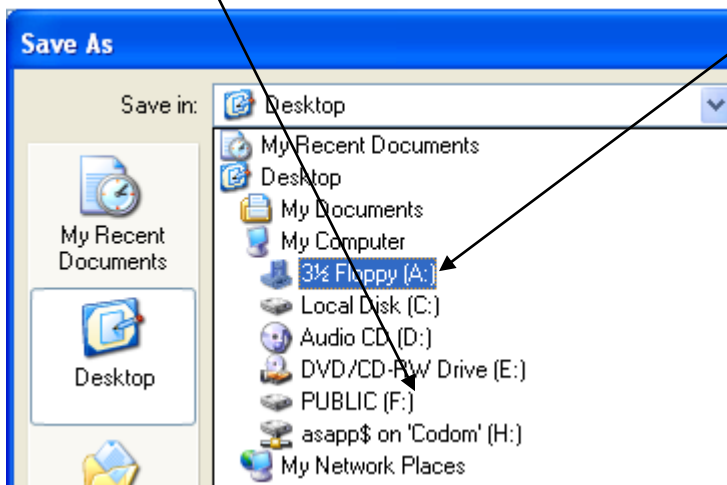 Save As
Save in:
Desktop
My Recent Documents
Desktop
My Documents
My Computer
3½ Floppy (A:)
Local Disk (C:)
Audio CD (D:)
DVD/CD-RW Drive (E:)
PUBLIC (F:)
asapp$ on 'Codom' (H:)
My Network Places
My Recent
Documents
Desktop